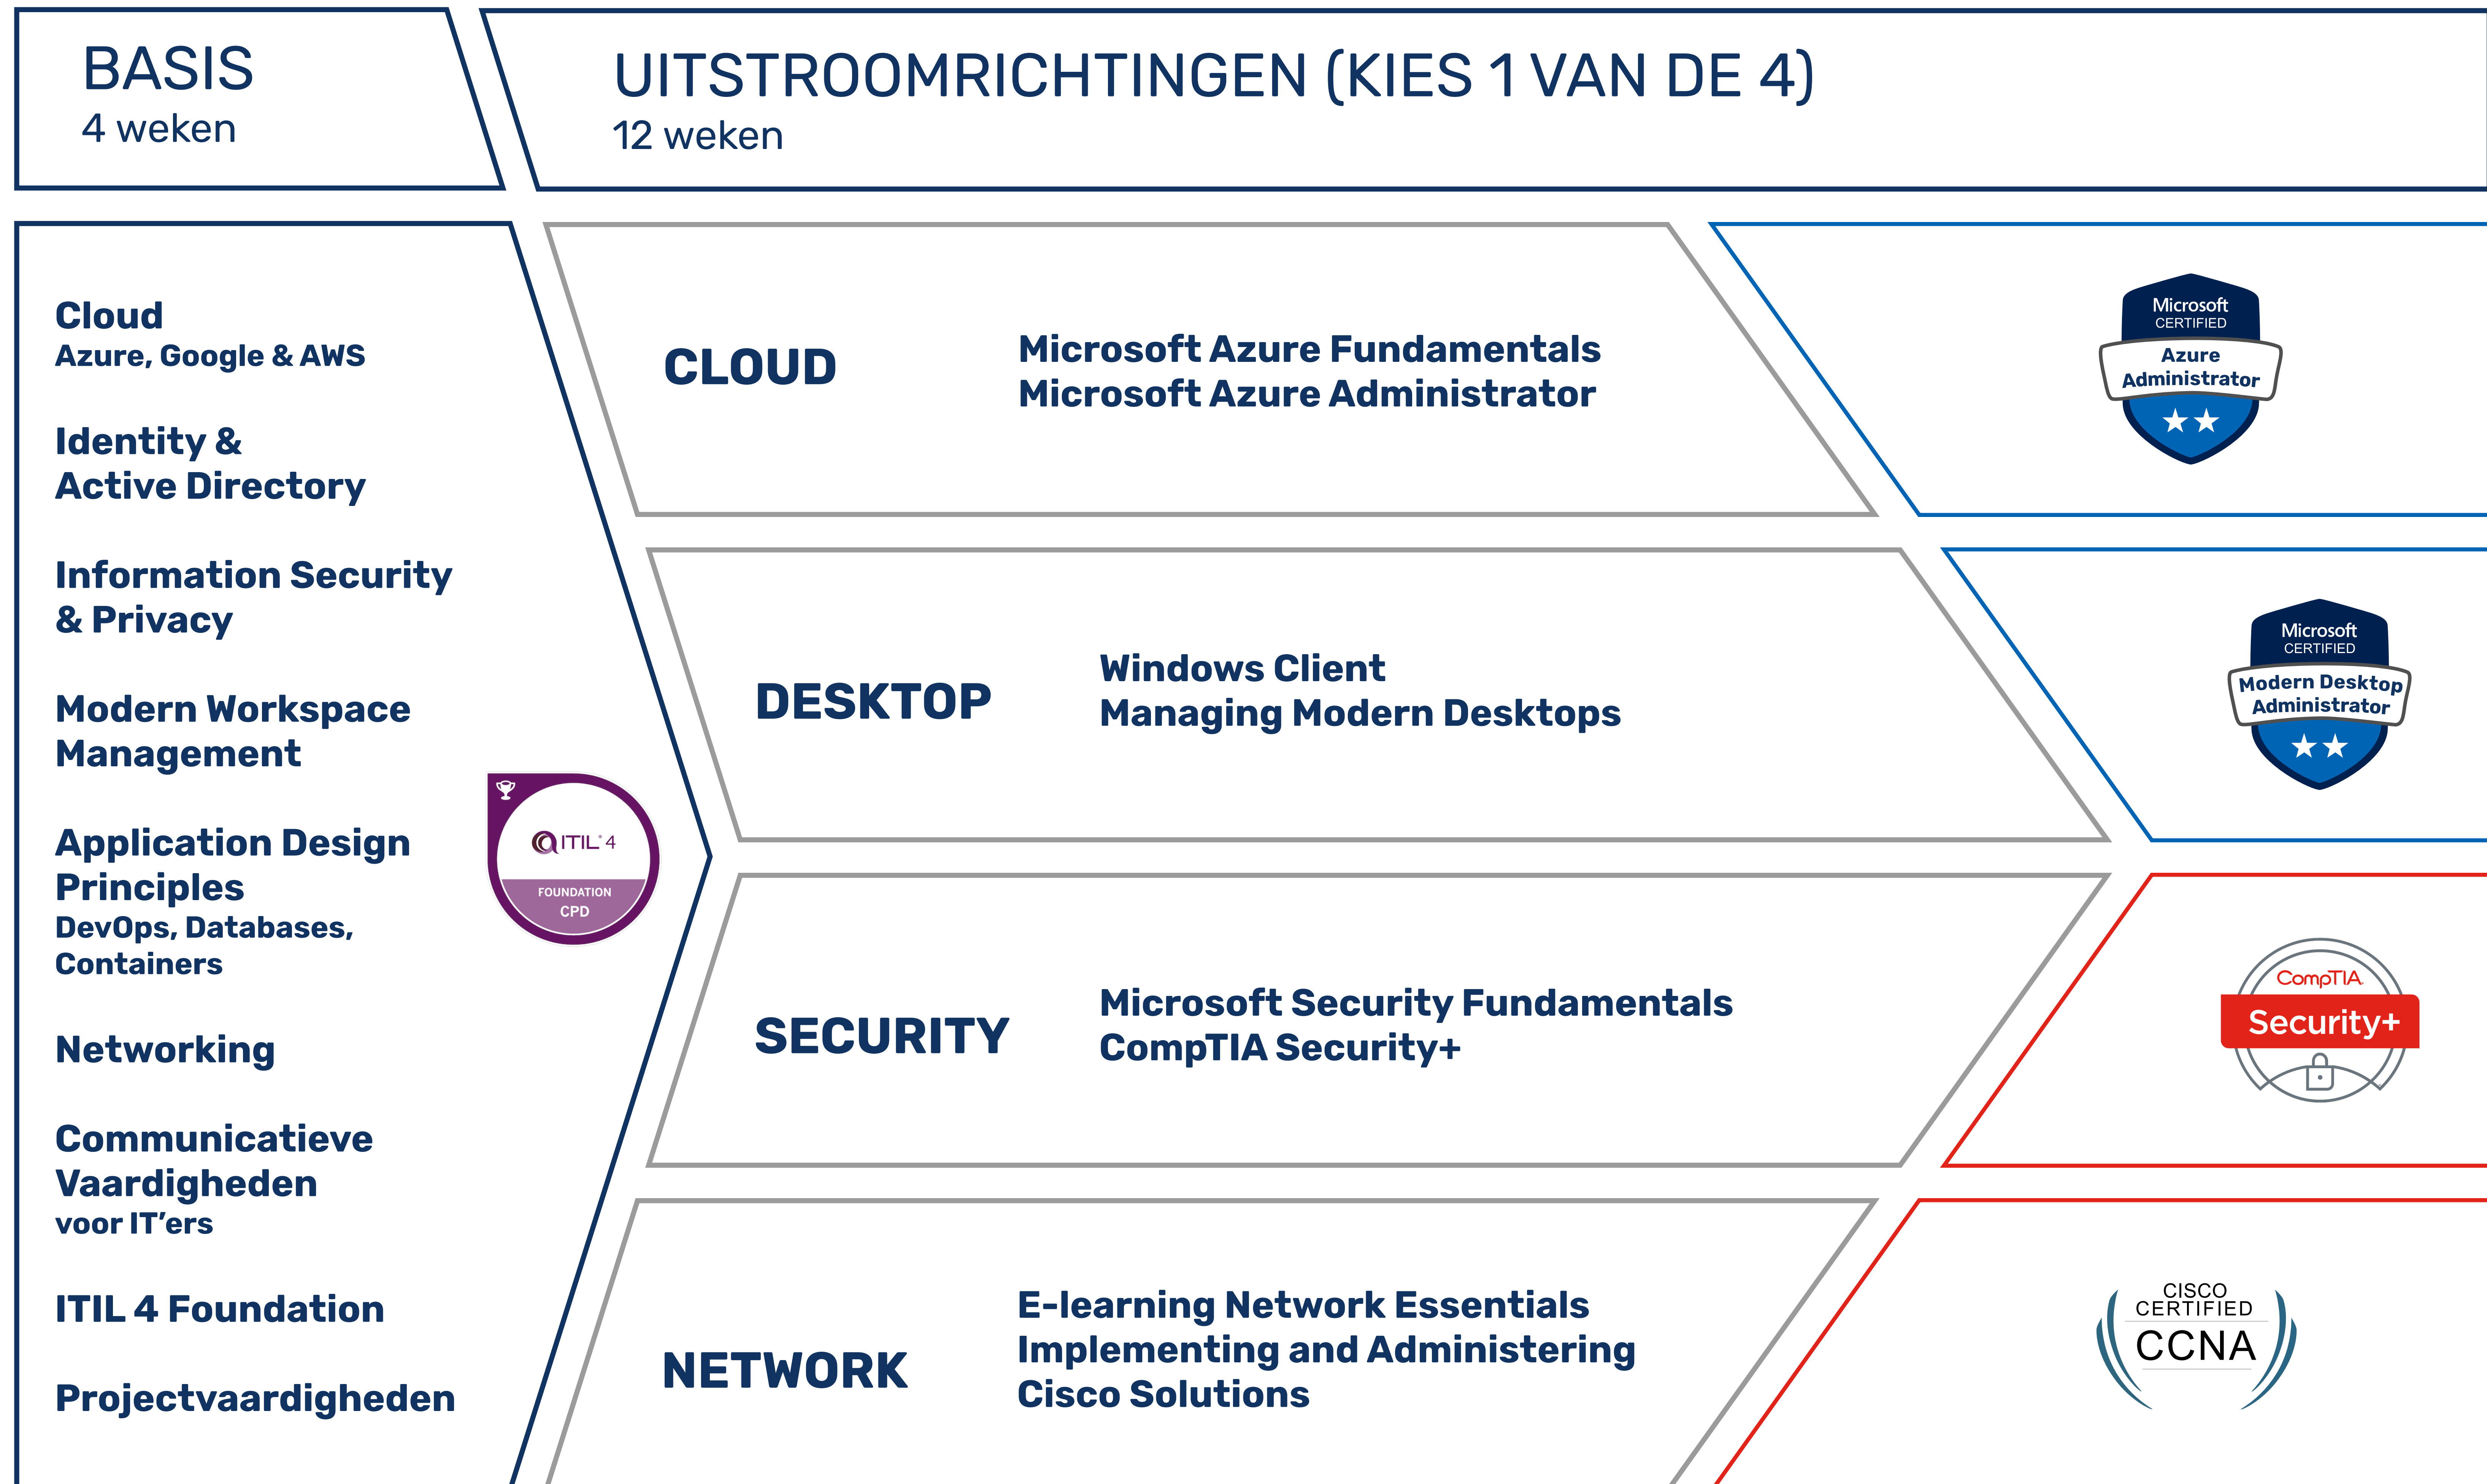 BASIS
4 weken
UITSTROOMRICHTINGEN (KIES 1 VAN DE 4)
12 weken
Cloud
Azure, Google & AWS
Identity &
Active Directory
Information Security
& Privacy
Modern Workspace
Management
Application Design
Principles
DevOps, Databases,
Containers
Networking
Communicatieve
Vaardigheden
voor IT’ers
ITIL 4 Foundation
Projectvaardigheden
ITIL® 4
FOUNDATION
CPD
CLOUD
Microsoft Azure Fundamentals
Microsoft Azure Administrator
Microsoft
CERTIFIED
Azure
Administrator
DESKTOP
Windows Client
Managing Modern Desktops
Microsoft
CERTIFIED
Modern Desktop
Administrator
SECURITY
Microsoft Security Fundamentals
CompTIA Security+
CompTIA
Security+
NETWORK
E-learning Network Essentials
Implementing and Administering
Cisco Solutions
CISCO
CERTIFIED
CCNA